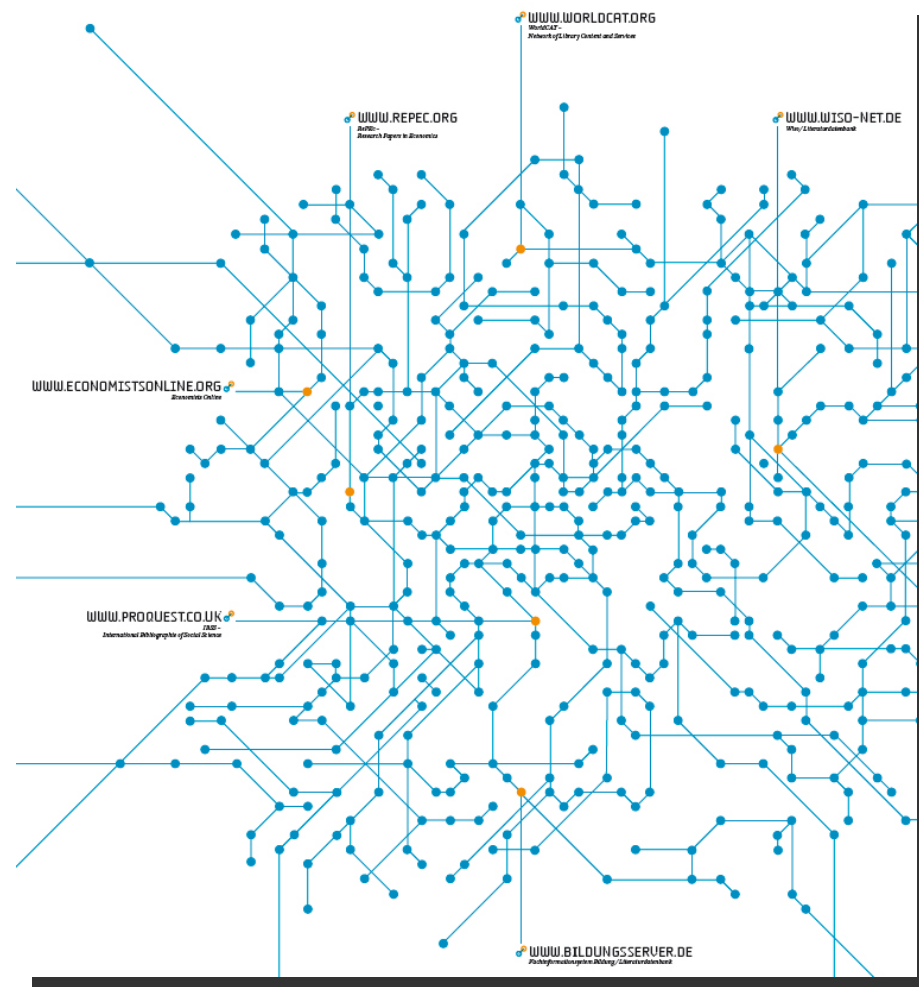 WWW.WORLDCAT.ORG
WorldCAT –
Network of Library Content and Services
WWW.REPEC.ORG
RePEc –
Research Papers in Economics
WWW.WISO-NET.DE
Wiso / Literaturdatenbank
WWW.ECONOMISTSONLINE.ORG
Economists Online
WWW.PROQUEST.CO.UK
IBSS –
International Bibliographie of Social Science
WWW.BILDUNGSSERVER.DE
Fachinformationsystem Bildung / Literaturdatenbank